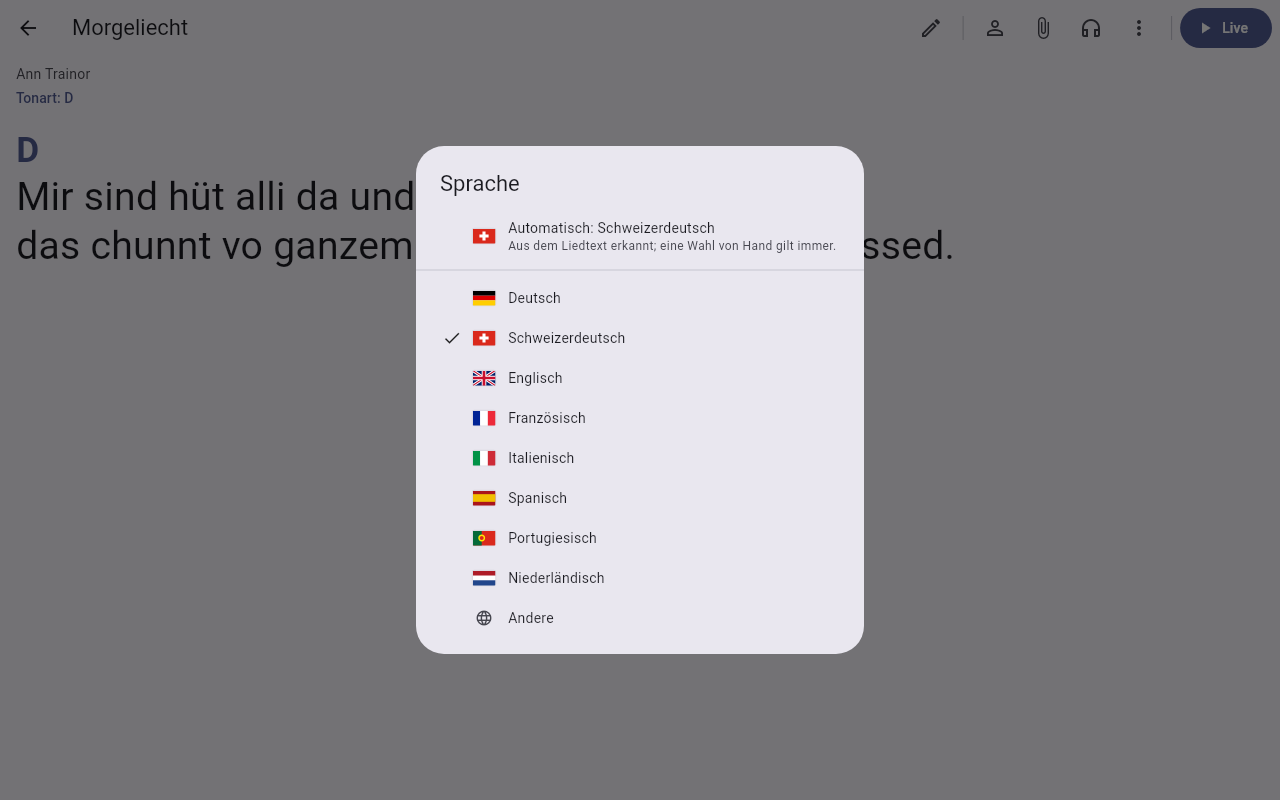 Morgeliecht
Live
Ann Trainor
Tonart: D
D
Mir sind hüt alli da und
das chunnt vo ganzem
ssed.
Sprache
Automatisch: Schweizerdeutsch
Aus dem Liedtext erkannt; eine Wahl von Hand gilt immer.
Deutsch
Schweizerdeutsch
Englisch
Französisch
Italienisch
Spanisch
Portugiesisch
Niederländisch
Andere